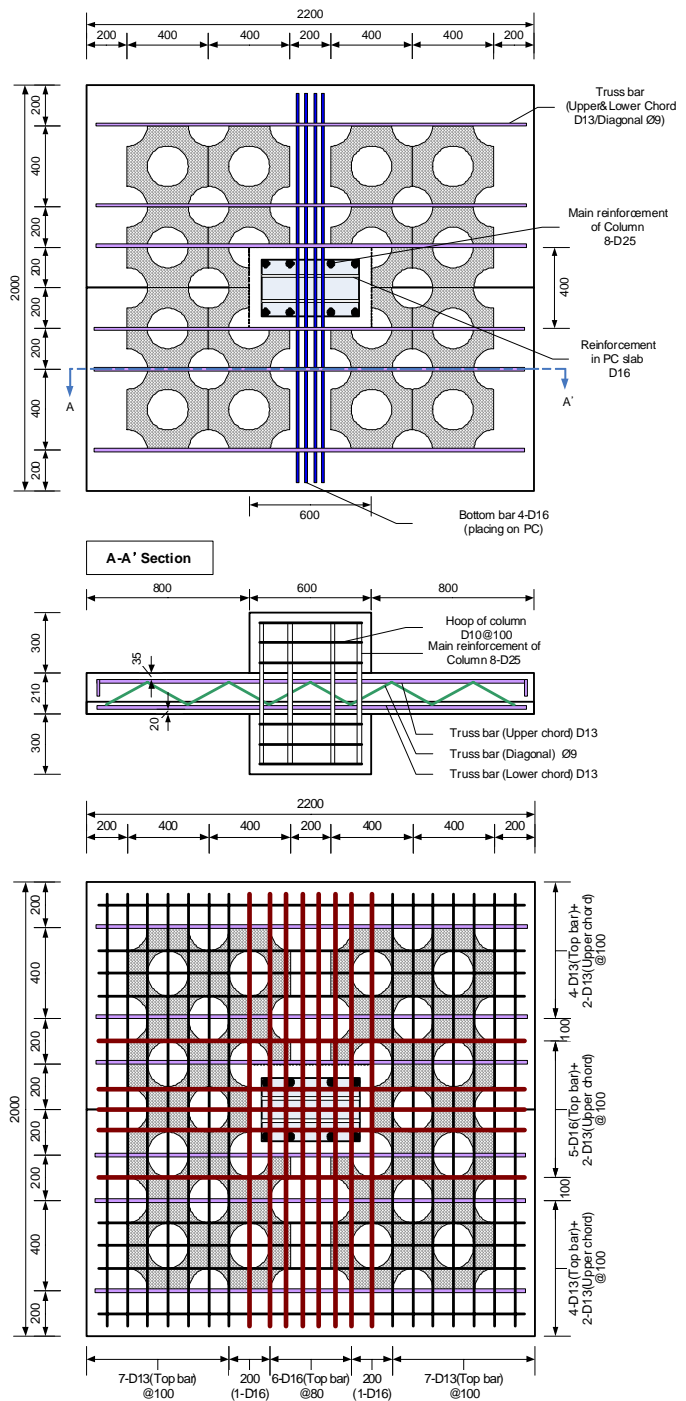 2200
200 400 400 200 400 400 200
2000
200
400
200
200
200
200
400
200
Truss bar
(Upper&Lower Chord
D13/Diagonal Ø9)
Main reinforcement
of Column
8-D25
400
Reinforcement
in PC slab
D16
A A'
600
Bottom bar 4-D16
(placing on PC)
A-A' Section
800 600 800
300
210
300
35
20
Hoop of column
D10@100
Main reinforcement of
Column 8-D25
Truss bar (Upper chord) D13
Truss bar (Diagonal) Ø9
Truss bar (Lower chord) D13
2200
200 400 400 200 400 400 200
2000
200
400
200
200
200
200
400
200
4-D13(Top bar)+
2-D13(Upper chord)
@100
100
5-D16(Top bar)+
2-D13(Upper chord)
@100
100
4-D13(Top bar)+
2-D13(Upper chord)
@100
7-D13(Top bar)
@100
200
(1-D16)
6-D16(Top bar)
@80
200
(1-D16)
7-D13(Top bar)
@100